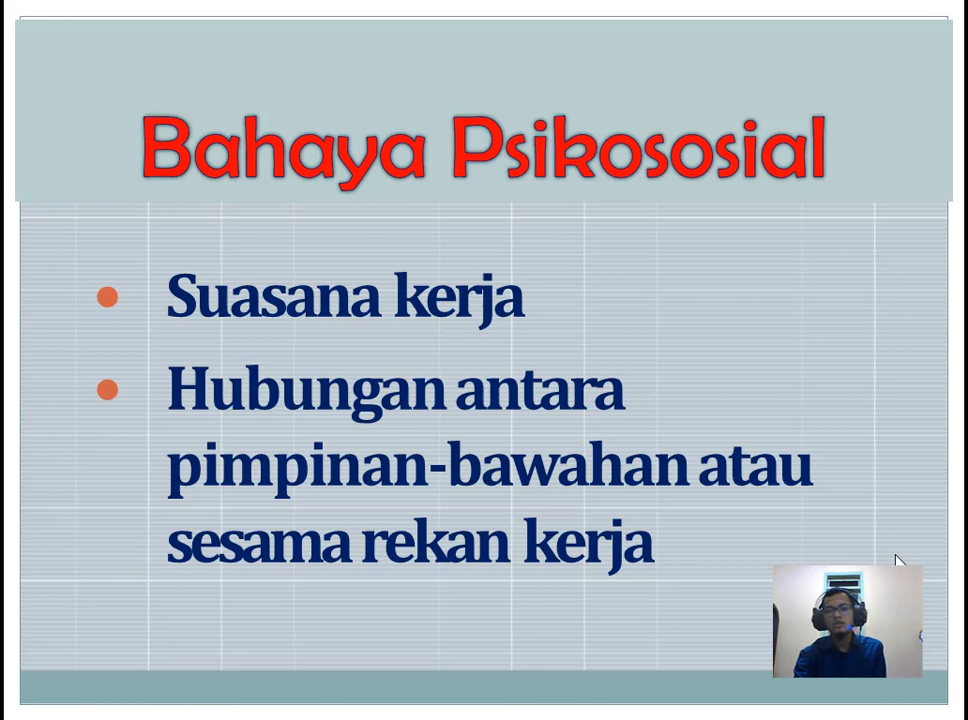 Bahaya Psikososial
Suasana kerja
Hubungan antara
pimpinan-bawahan atau
sesama rekan kerja